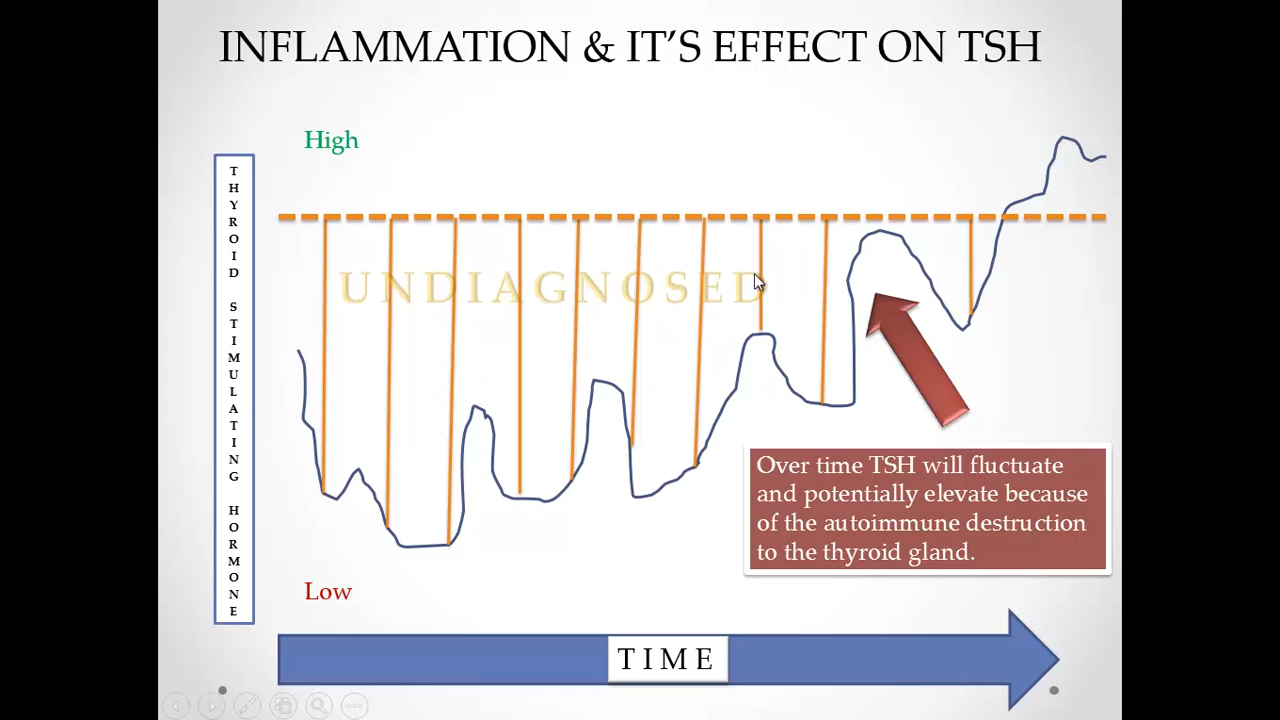 INFLAMMATION & IT’S EFFECT ON TSH
High
THYROID STIMULATING HORMONE
UNDIAGNOSED
Over time TSH will fluctuate
and potentially elevate because
of the autoimmune destruction
to the thyroid gland.
Low
TIME